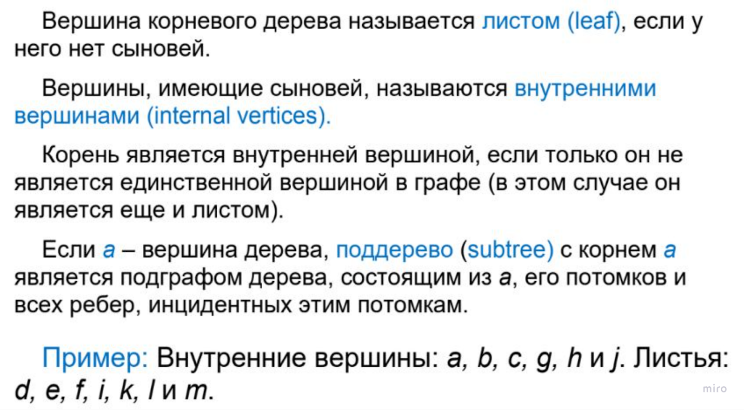 Вершина корневого дерева называется листом (leaf), если у
него нет сыновей.
Вершины, имеющие сыновей, называются внутренними
вершинами (internal vertices).
Корень является внутренней вершиной, если только он не
является единственной вершиной в графе (в этом случае он
является еще и листом).
Если a – вершина дерева, поддерево (subtree) с корнем a
является подграфом дерева, состоящим из a, его потомков и
всех ребер, инцидентных этим потомкам.
Пример: Внутренние вершины: a, b, c, g, h и j. Листья:
d, e, f, i, k, l и m.
miro